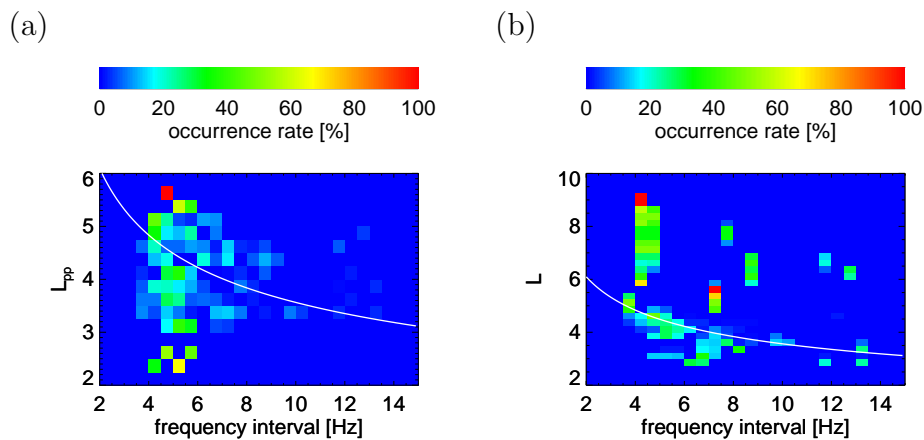 (a)
(b)
0 20 40 60 80 100
occurrence rate [%]
0 20 40 60 80 100
occurrence rate [%]
6
5
4
3
2
Lpp
2 4 6 8 10 12 14
frequency interval [Hz]
10
8
6
4
2
L
2 4 6 8 10 12 14
frequency interval [Hz]